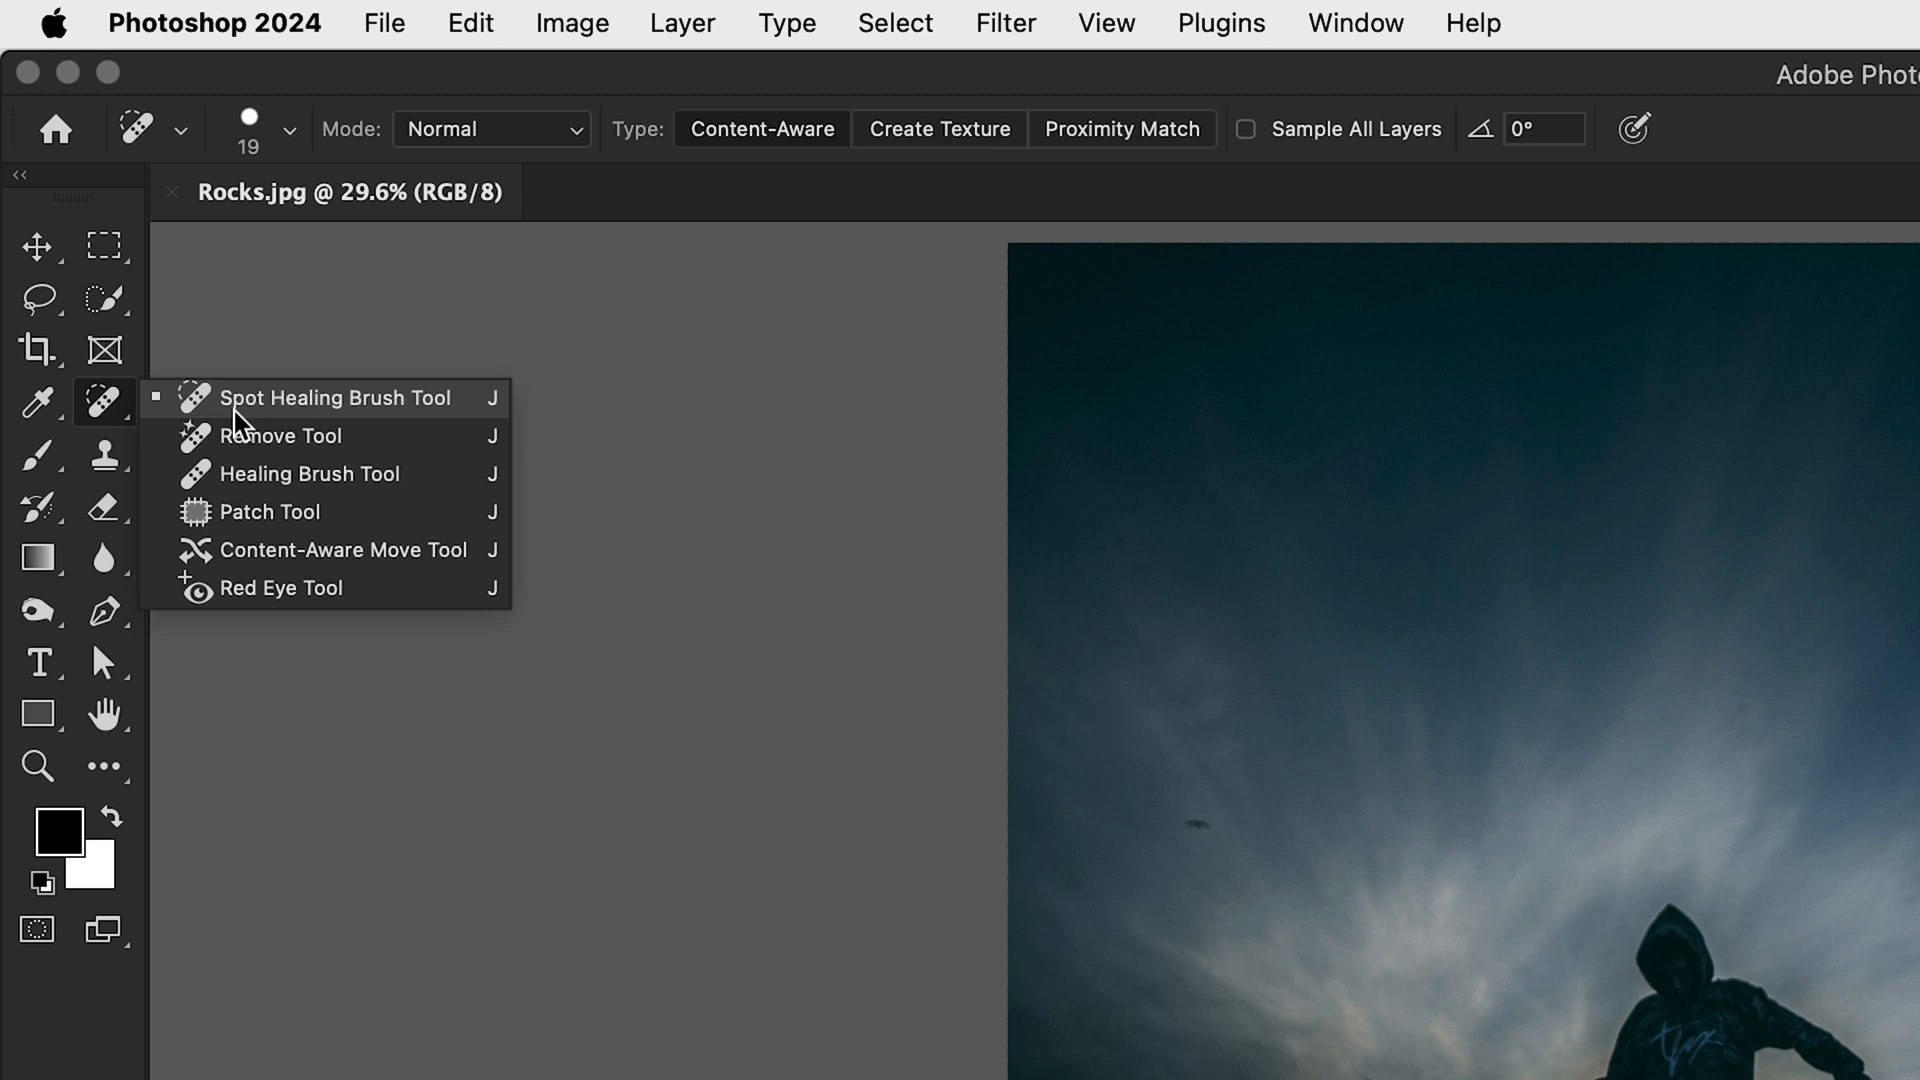 Photoshop 2024 File Edit Image Layer Type Select Filter View Plugins Window Help
Adobe Phot
19 Mode: Normal Type: Content-Aware Create Texture Proximity Match Sample All Layers 0°
Rocks.jpg @ 29.6% (RGB/8)
Spot Healing Brush Tool J
Remove Tool J
Healing Brush Tool J
Patch Tool J
Content-Aware Move Tool J
Red Eye Tool J